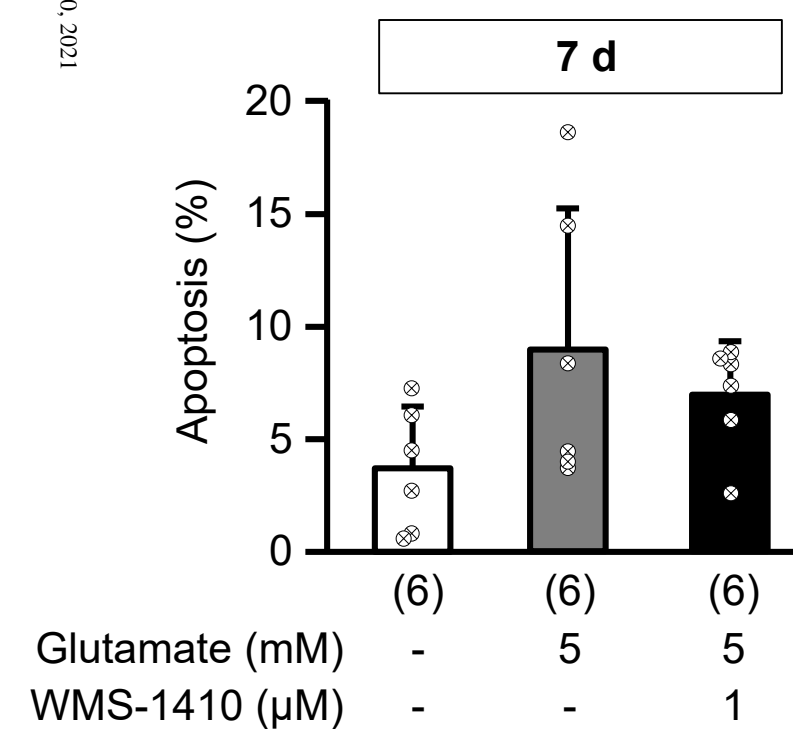 0, 2021
7 d
20
15
10
5
0
Apoptosis (%)
(6) (6) (6)
Glutamate (mM) - 5 5
WMS-1410 (µM) - - 1